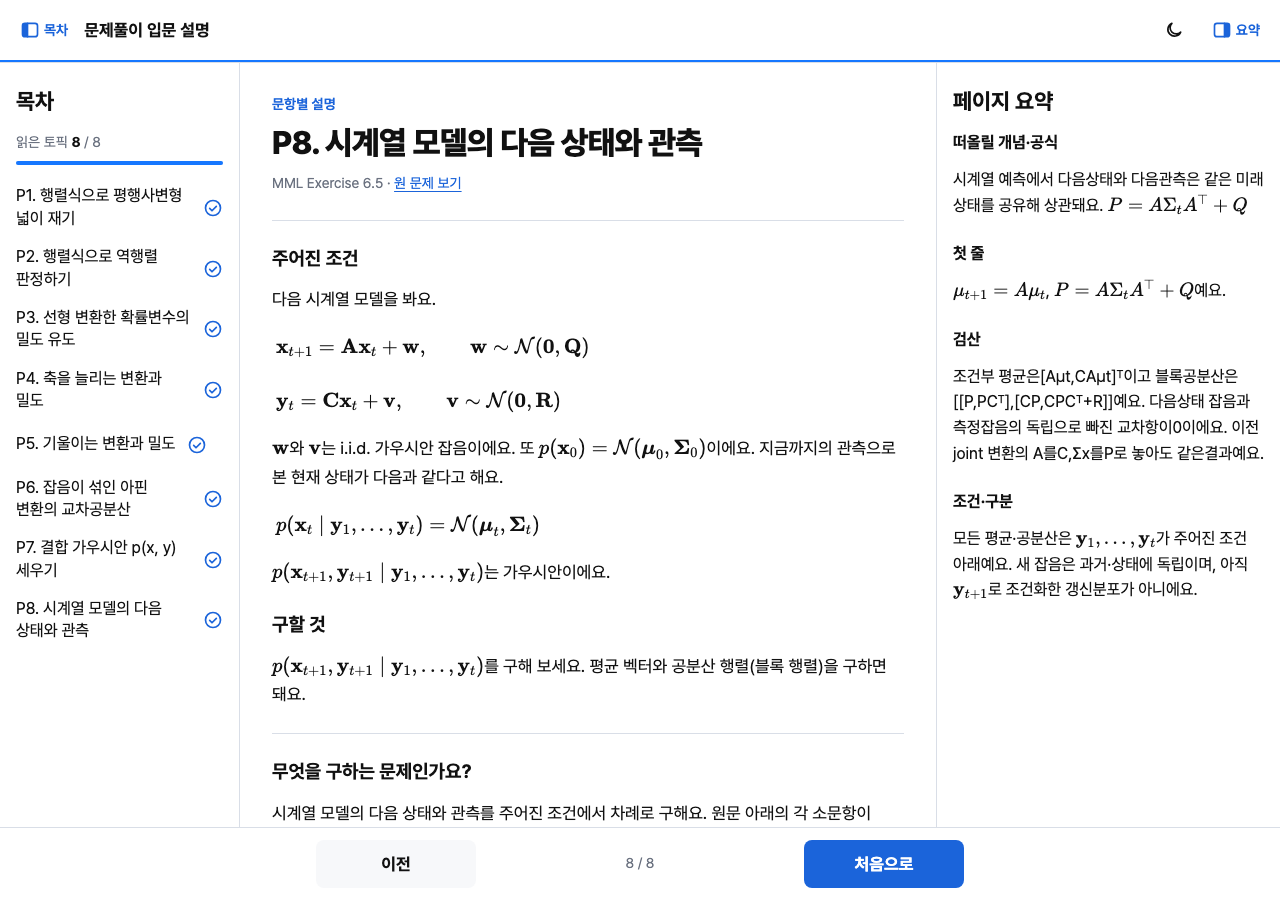 목차 문제풀이 입문 설명 요약
목차
읽은 토픽 8 / 8
P1. 행렬식으로 평행사변형
넓이 재기
P2. 행렬식으로 역행렬
판정하기
P3. 선형 변환한 확률변수의
밀도 유도
P4. 축을 늘리는 변환과
밀도
P5. 기울이는 변환과 밀도
P6. 잡음이 섞인 아핀
변환의 교차공분산
P7. 결합 가우시안 p(x, y)
세우기
P8. 시계열 모델의 다음
상태와 관측
문항별 설명
P8. 시계열 모델의 다음 상태와 관측
MML Exercise 6.5 · 원 문제 보기
주어진 조건
다음 시계열 모델을 봐요.
x_{t+1} = Ax_t + w, w ∼ 𝒩(0, Q)
y_t = Cx_t + v, v ∼ 𝒩(0, R)
w와 v는 i.i.d. 가우시안 잡음이에요. 또 p(x_0) = 𝒩(μ_0, Σ_0)이에요. 지금까지의 관측으로
본 현재 상태가 다음과 같다고 해요.
p(x_t | y_1, . . . , y_t) = 𝒩(μ_t, Σ_t)
p(x_{t+1}, y_{t+1} | y_1, . . . , y_t)는 가우시안이에요.
구할 것
p(x_{t+1}, y_{t+1} | y_1, . . . , y_t)를 구해 보세요. 평균 벡터와 공분산 행렬(블록 행렬)을 구하면
돼요.
무엇을 구하는 문제인가요?
시계열 모델의 다음 상태와 관측를 주어진 조건에서 차례로 구해요. 원문 아래의 각 소문항이
페이지 요약
떠올릴 개념·공식
시계열 예측에서 다음상태와 다음관측은 같은 미래
상태를 공유해 상관돼요. P = AΣ_tA^⊤ + Q
첫 줄
μ_{t+1} = Aμ_t, P = AΣ_tA^⊤ + Q예요.
검산
조건부 평균은[Aμt,CAμt]ᵀ이고 블록공분산은
[[P,PCᵀ],[CP,CPCᵀ+R]]예요. 다음상태 잡음과
측정잡음의 독립으로 빠진 교차항이0이에요. 이전
joint 변환의 A를C,Σx를P로 놓아도 같은결과예요.
조건·구분
모든 평균·공분산은 y_1, . . . , y_t가 주어진 조건
아래예요. 새 잡음은 과거·상태에 독립이며, 아직
y_{t+1}로 조건화한 갱신분포가 아니에요.
이전 8 / 8 처음으로